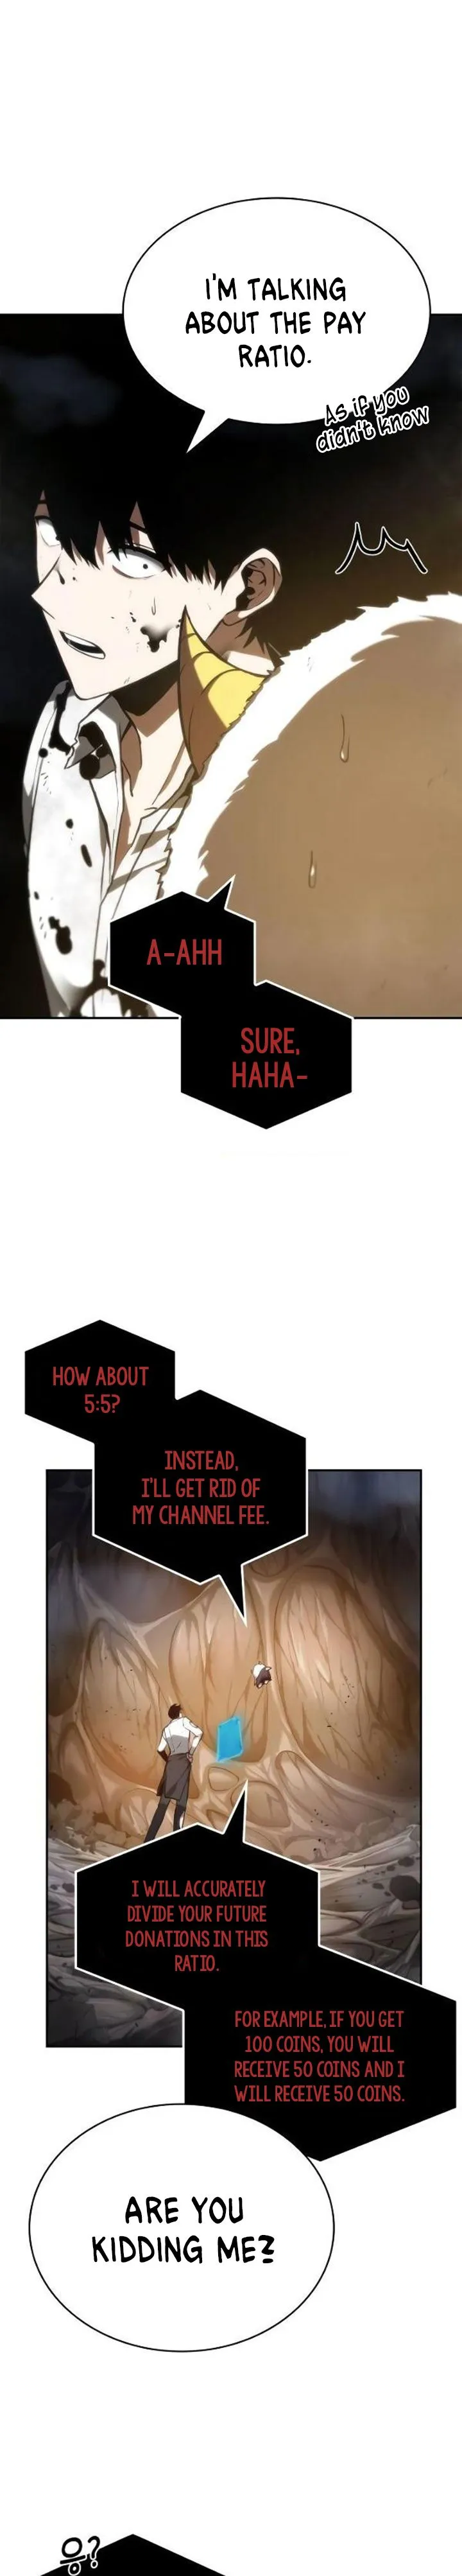 I'M TALKING
ABOUT THE PAY
RATIO.
As if you
didn't know
A-AHH
SURE,
HAHA-
HOW ABOUT
5:5?
INSTEAD,
I'LL GET RID OF
MY CHANNEL FEE.
I WILL ACCURATELY
DIVIDE YOUR FUTURE
DONATIONS IN THIS
RATIO.
FOR EXAMPLE, IF YOU GET
100 COINS, YOU WILL
RECEIVE 50 COINS AND I
WILL RECEIVE 50 COINS.
ARE YOU
KIDDING ME?
응?